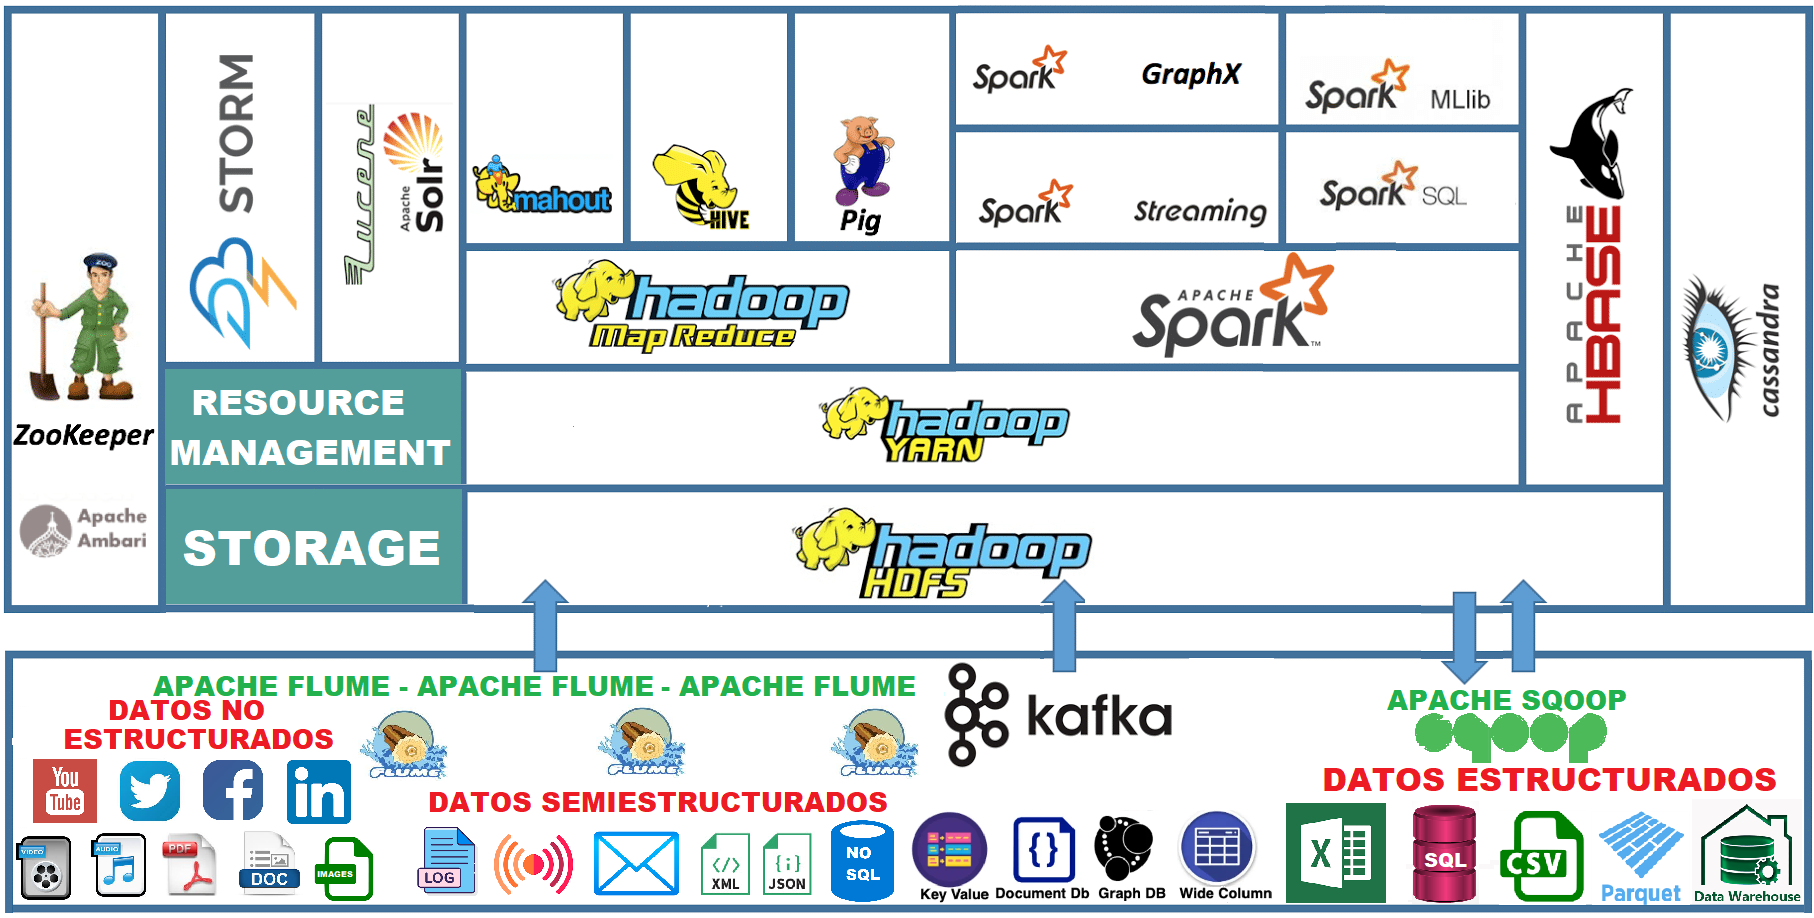 STORM
Lucene
Apache
Solr
mahout
HIVE
Pig
Spark GraphX
Spark MLlib
Spark Streaming
Spark SQL
APACHE
HBASE
cassandra
ZOO
ZooKeeper
Apache
Ambari
hadoop
Map Reduce
APACHE
Spark™
RESOURCE
MANAGEMENT
hadoop
YARN
STORAGE
hadoop
HDFS
APACHE FLUME - APACHE FLUME - APACHE FLUME
DATOS NO
ESTRUCTURADOS
FLUME
FLUME
FLUME
kafka
APACHE SQOOP
sqoop
You
Tube
f
in
DATOS SEMIESTRUCTURADOS
DATOS ESTRUCTURADOS
VIDEO
AUDIO
PDF
DOC
IMAGES
LOG
</>
XML
{;}
JSON
NO
SQL
Key Value
{}
Document Db
Graph DB
Wide Column
X
SQL
CSV
Parquet
Data Warehouse